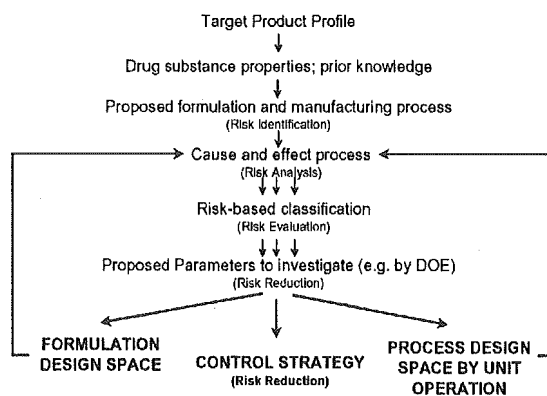 Target Product Profile
Drug substance properties; prior knowledge
Proposed formulation and manufacturing process
(Risk Identification)
Cause and effect process
(Risk Analysis)
Risk-based classification
(Risk Evaluation)
Proposed Parameters to investigate (e.g. by DOE)
(Risk Reduction)
FORMULATION
DESIGN SPACE
CONTROL STRATEGY
(Risk Reduction)
PROCESS DESIGN
SPACE BY UNIT
OPERATION